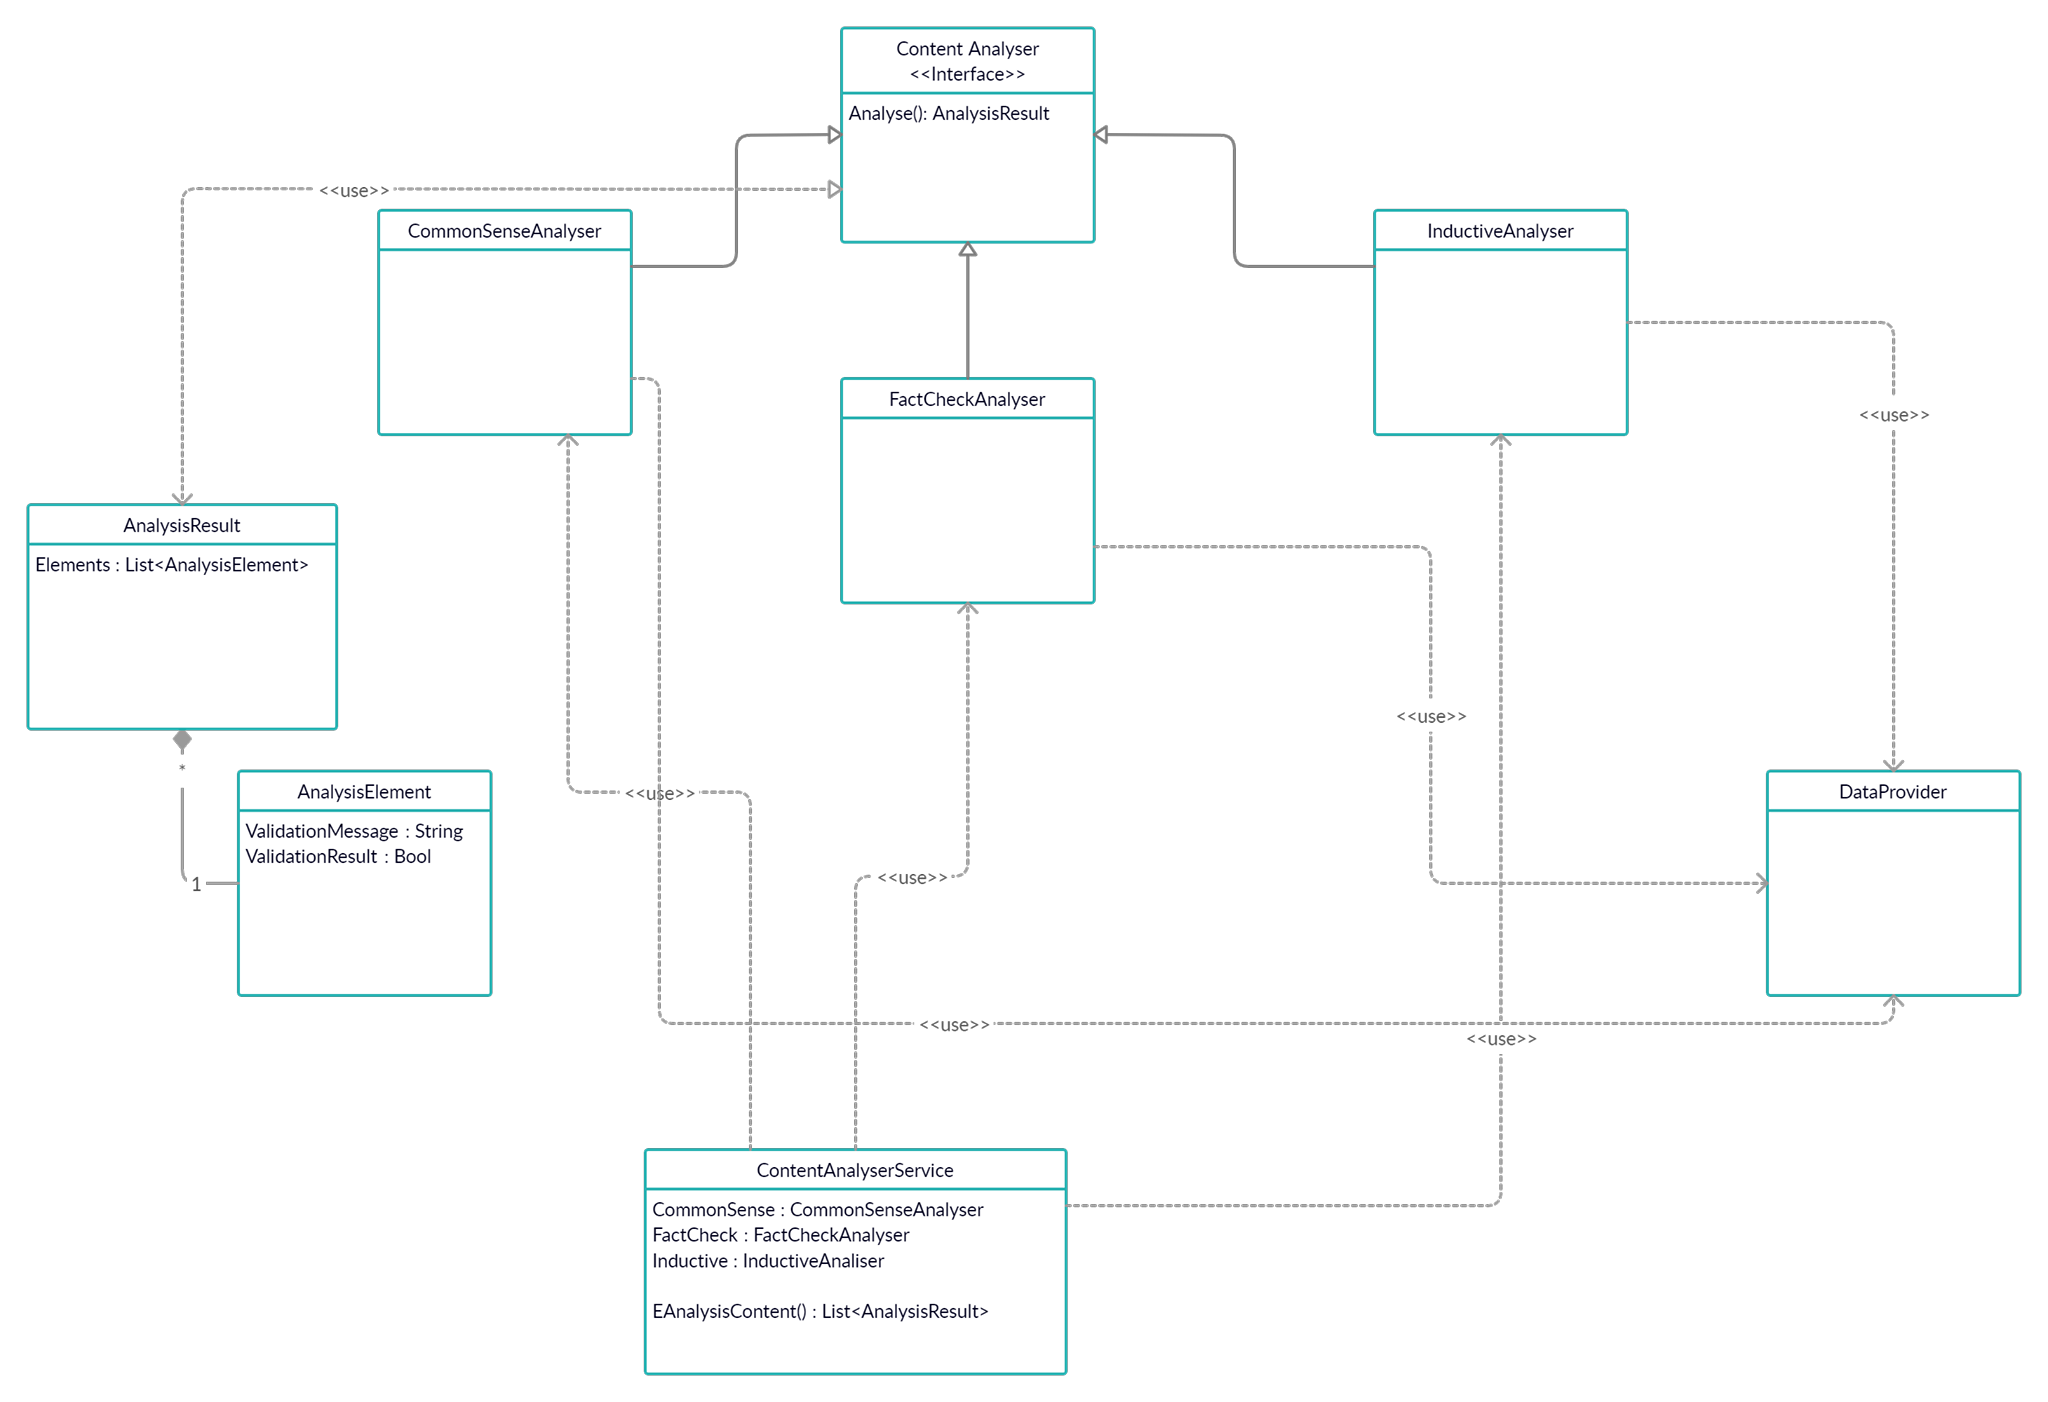 Content Analyser
<<Interface>>
Analyse(): AnalysisResult
<<use>>
CommonSenseAnalyser
InductiveAnalyser
FactCheckAnalyser
<<use>>
AnalysisResult
Elements : List<AnalysisElement>
<<use>>
*
AnalysisElement
ValidationMessage : String
ValidationResult : Bool
1
<<use>>
<<use>>
DataProvider
<<use>>
<<use>>
ContentAnalyserService
CommonSense : CommonSenseAnalyser
FactCheck : FactCheckAnalyser
Inductive : InductiveAnaliser
EAnalysisContent() : List<AnalysisResult>